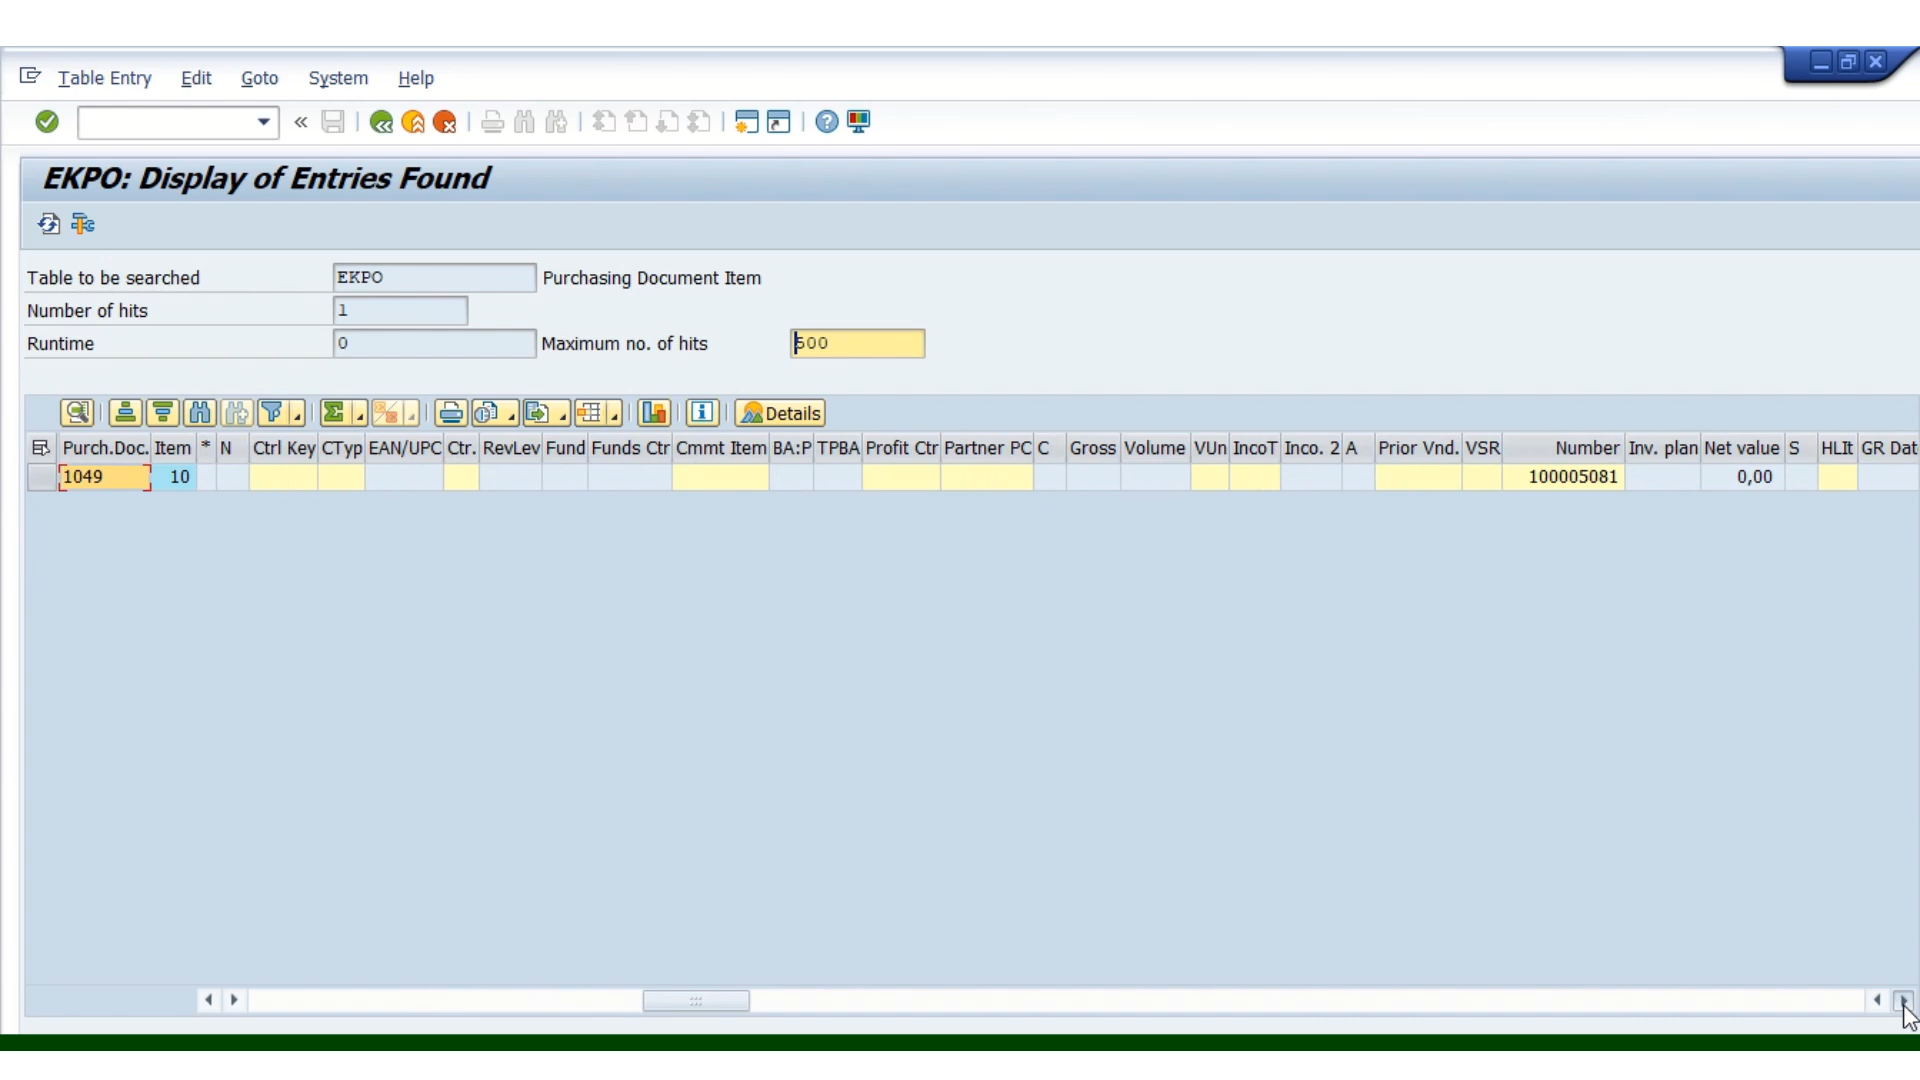 Table Entry Edit Goto System Help
EKPO: Display of Entries Found
Table to be searched EKPO Purchasing Document Item
Number of hits 1
Runtime 0 Maximum no. of hits 500
Details
Purch.Doc. Item * N Ctrl Key CTyp EAN/UPC Ctr. RevLev Fund Funds Ctr Cmmt Item BA:P TPBA Profit Ctr Partner PC C Gross Volume VUn IncoT Inco. 2 A Prior Vnd. VSR Number Inv. plan Net value S HLIt GR Dat
1049 10 100005081 0,00